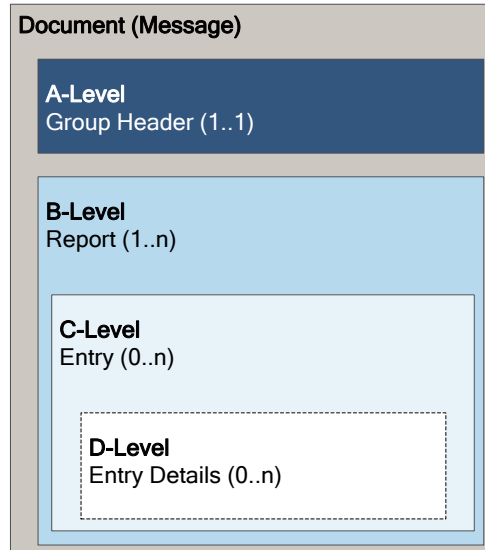 Document (Message)
A-Level
Group Header (1..1)
B-Level
Report (1..n)
C-Level
Entry (0..n)
D-Level
Entry Details (0..n)